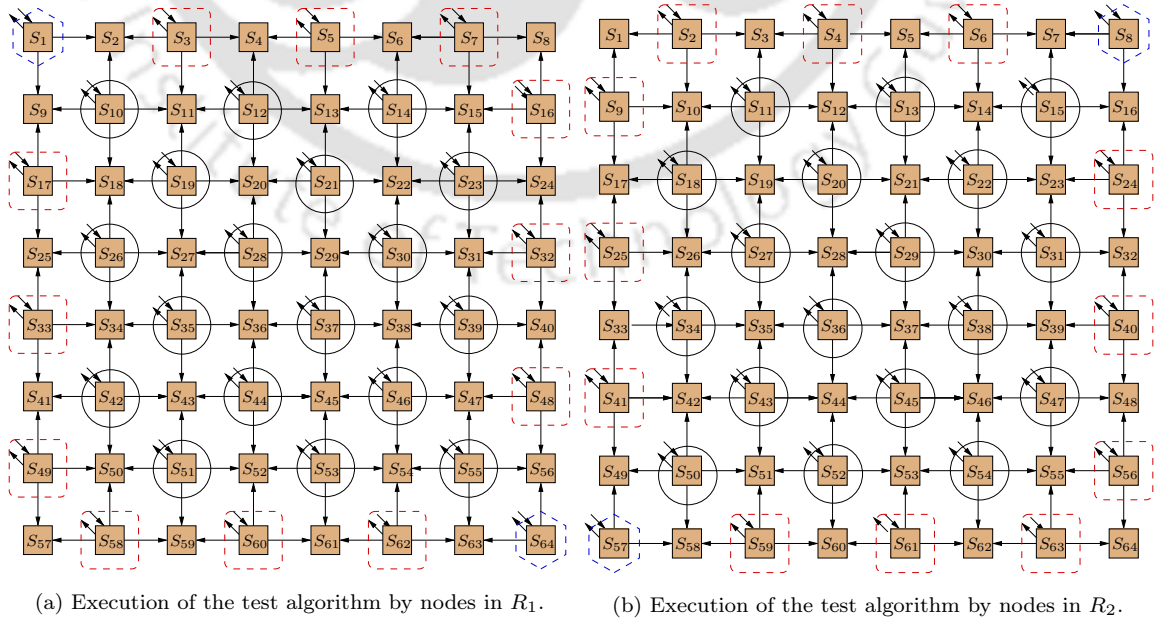 S₁ S₂ S₃ S₄ S₅ S₆ S₇ S₈
S₉ S₁₀ S₁₁ S₁₂ S₁₃ S₁₄ S₁₅ S₁₆
S₁₇ S₁₈ S₁₉ S₂₀ S₂₁ S₂₂ S₂₃ S₂₄
S₂₅ S₂₆ S₂₇ S₂₈ S₂₉ S₃₀ S₃₁ S₃₂
S₃₃ S₃₄ S₃₅ S₃₆ S₃₇ S₃₈ S₃₉ S₄₀
S₄₁ S₄₂ S₄₃ S₄₄ S₄₅ S₄₆ S₄₇ S₄₈
S₄₉ S₅₀ S₅₁ S₅₂ S₅₃ S₅₄ S₅₅ S₅₆
S₅₇ S₅₈ S₅₉ S₆₀ S₆₁ S₆₂ S₆₃ S₆₄
(a) Execution of the test algorithm by nodes in R₁.
S₁ S₂ S₃ S₄ S₅ S₆ S₇ S₈
S₉ S₁₀ S₁₁ S₁₂ S₁₃ S₁₄ S₁₅ S₁₆
S₁₇ S₁₈ S₁₉ S₂₀ S₂₁ S₂₂ S₂₃ S₂₄
S₂₅ S₂₆ S₂₇ S₂₈ S₂₉ S₃₀ S₃₁ S₃₂
S₃₃ S₃₄ S₃₅ S₃₆ S₃₇ S₃₈ S₃₉ S₄₀
S₄₁ S₄₂ S₄₃ S₄₄ S₄₅ S₄₆ S₄₇ S₄₈
S₄₉ S₅₀ S₅₁ S₅₂ S₅₃ S₅₄ S₅₅ S₅₆
S₅₇ S₅₈ S₅₉ S₆₀ S₆₁ S₆₂ S₆₃ S₆₄
(b) Execution of the test algorithm by nodes in R₂.
Institute of Technology